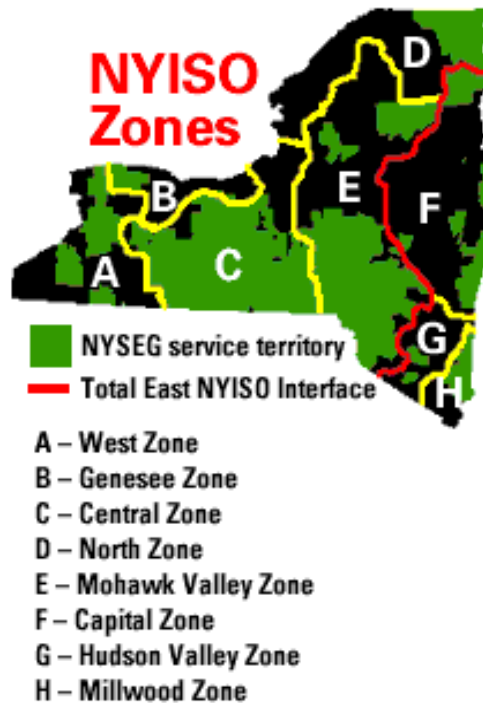 NYISO
Zones
D
B
E
F
A
C
G
H
NYSEG service territory
Total East NYISO Interface
A – West Zone
B – Genesee Zone
C – Central Zone
D – North Zone
E – Mohawk Valley Zone
F – Capital Zone
G – Hudson Valley Zone
H – Millwood Zone